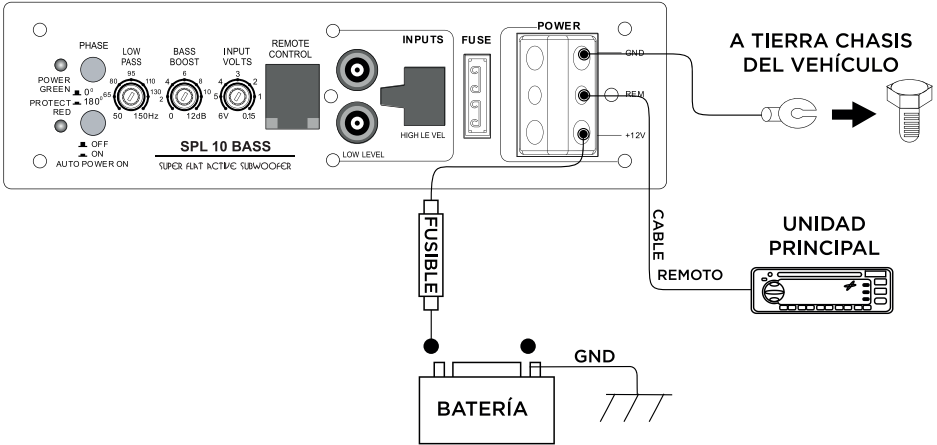 PHASE
POWER
GREEN
0°
PROTECT
180°
RED
OFF
ON
AUTO POWER ON
LOW
PASS
50 65 80 95 110 130 150Hz
BASS
BOOST
0 2 4 6 8 10 12dB
INPUT
VOLTS
6V 5 4 3 2 1 0.15
REMOTE
CONTROL
SPL 10 BASS
SUPER FLAT ACTIVE SUBWOOFER
INPUTS
HIGH LE VEL
LOW LEVEL
FUSE
POWER
GND
REM
+12V
A TIERRA CHASIS
DEL VEHÍCULO
FUSIBLE
CABLE
REMOTO
UNIDAD
PRINCIPAL
GND
BATERÍA